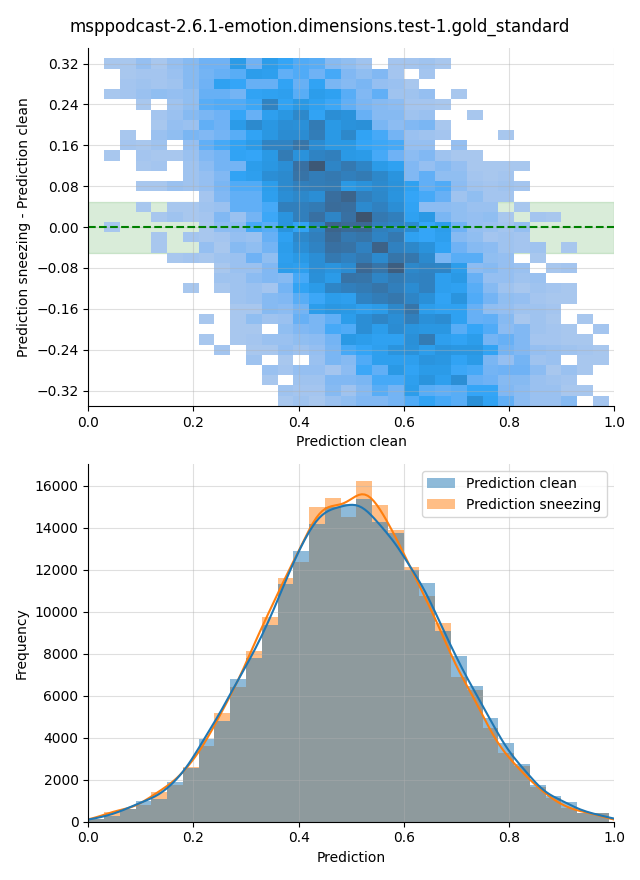 msppodcast-2.6.1-emotion.dimensions.test-1.gold_standard
Prediction sneezing - Prediction clean
0.32
0.24
0.16
0.08
0.00
−0.08
−0.16
−0.24
−0.32
0.0 0.2 0.4 0.6 0.8 1.0
Prediction clean
Frequency
16000
14000
12000
10000
8000
6000
4000
2000
0
Prediction clean
Prediction sneezing
0.0 0.2 0.4 0.6 0.8 1.0
Prediction